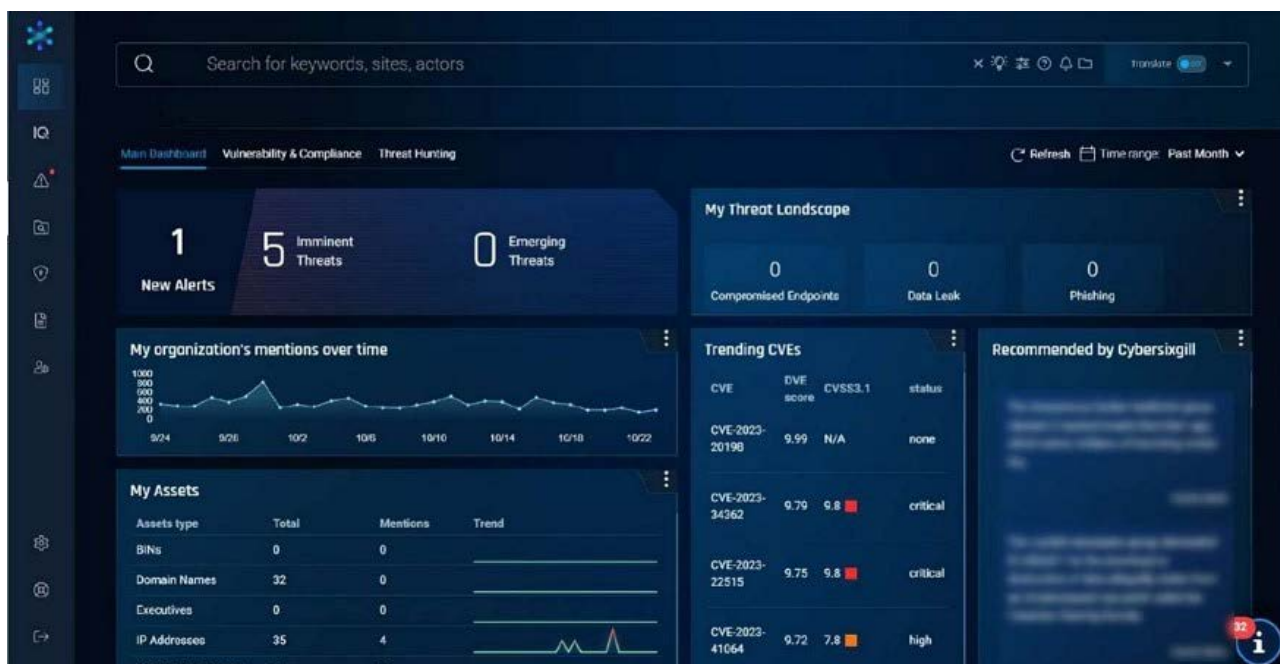 Search for keywords, sites, actors
Translate
IQ
Main Dashboard Vulnerability & Compliance Threat Hunting
Refresh Time range: Past Month
1
New Alerts
5 Imminent Threats
0 Emerging Threats
My Threat Landscape
0 0 0
Compromised Endpoints Data Leak Phishing
My organization's mentions over time
1000
800
600
400
200
0
9/24 9/28 10/2 10/6 10/10 10/14 10/18 10/22
My Assets
Assets type Total Mentions Trend
BINs 0 0
Domain Names 32 0
Executives 0 0
IP Addresses 35 4
Trending CVEs
CVE DVE score CVSS3.1 status
CVE-2023-20198 9.99 N/A none
CVE-2023-34362 9.79 9.8 critical
CVE-2023-22515 9.75 9.8 critical
CVE-2023-41064 9.72 7.8 high
Recommended by Cybersixgill
32
i